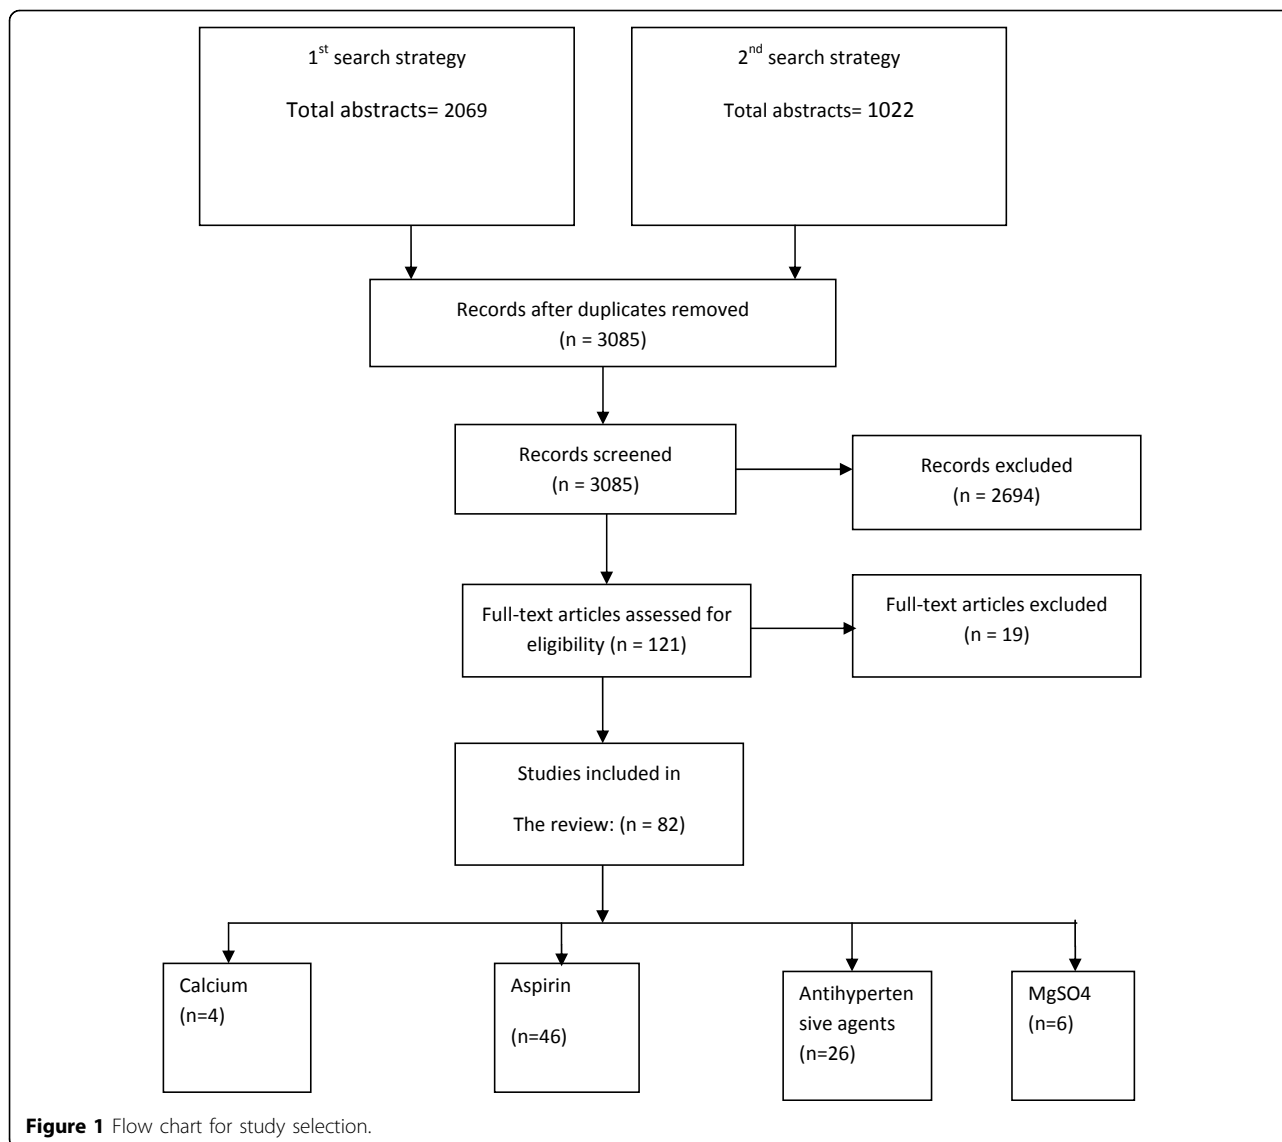 1st search strategy
Total abstracts= 2069
2nd search strategy
Total abstracts= 1022
Records after duplicates removed
(n = 3085)
Records screened
(n = 3085)
Records excluded
(n = 2694)
Full-text articles assessed for
eligibility (n = 121)
Full-text articles excluded
(n = 19)
Studies included in
The review: (n = 82)
Calcium
(n=4)
Aspirin
(n=46)
Antihyperten
sive agents
(n=26)
MgSO4
(n=6)
Figure 1 Flow chart for study selection.